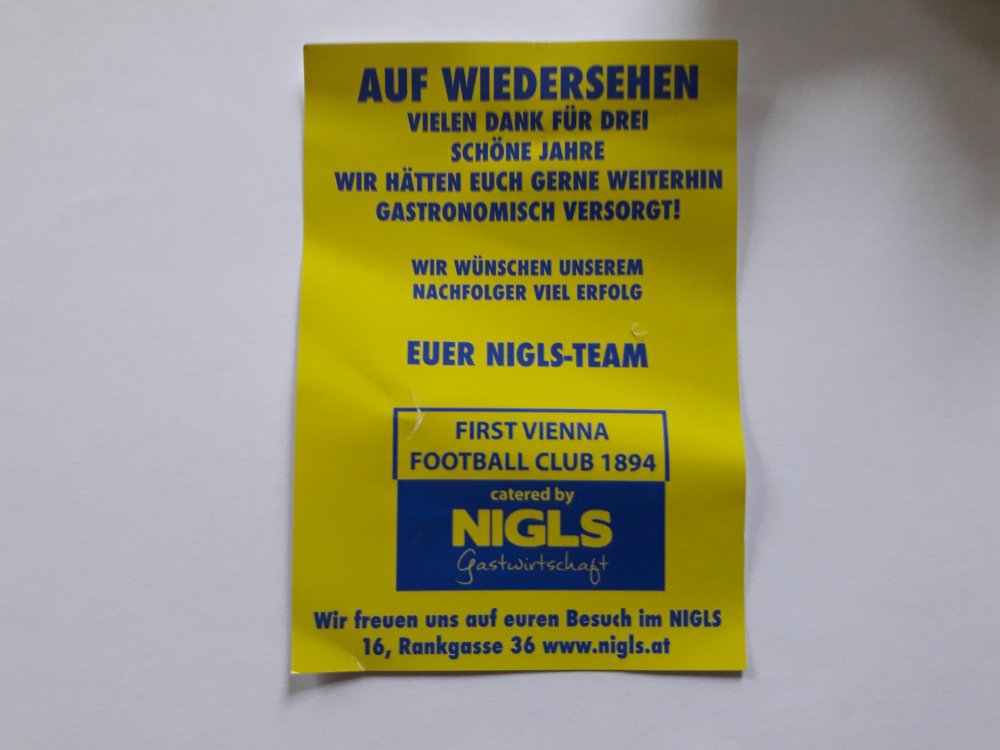 AUF WIEDERSEHEN
VIELEN DANK FÜR DREI
SCHÖNE JAHRE
WIR HÄTTEN EUCH GERNE WEITERHIN
GASTRONOMISCH VERSORGT!
WIR WÜNSCHEN UNSEREM
NACHFOLGER VIEL ERFOLG
EUER NIGLS-TEAM
FIRST VIENNA
FOOTBALL CLUB 1894
catered by
NIGLS
Gastwirtschaft
Wir freuen uns auf euren Besuch im NIGLS
16, Rankgasse 36 www.nigls.at